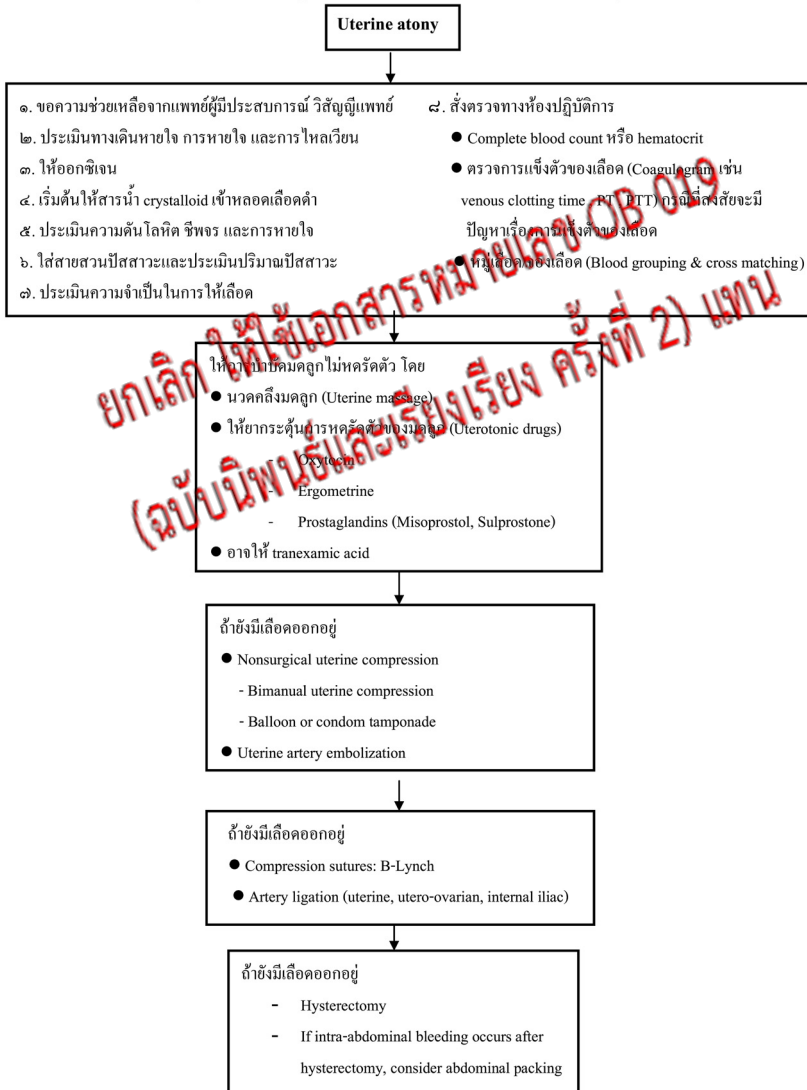 Uterine atony
๑. ขอความช่วยเหลือจากแพทย์ผู้มีประสบการณ์ วิสัญญีแพทย์
๒. ประเมินทางเดินหายใจ การหายใจ และการไหลเวียน
๓. ให้ออกซิเจน
๔. เริ่มต้นให้สารน้ำ crystalloid เข้าหลอดเลือดดำ
๕. ประเมินความดันโลหิต ชีพจร และการหายใจ
๖. ใส่สายสวนปัสสาวะและประเมินปริมาณปัสสาวะ
๗. ประเมินความจำเป็นในการให้เลือด
๘. สั่งตรวจทางห้องปฏิบัติการ
● Complete blood count หรือ hematocrit
● ตรวจการแข็งตัวของเลือด (Coagulogram เช่น
venous clotting time , PT , PTT) กรณีที่สงสัยจะมี
ปัญหาเรื่องการแข็งตัวของเลือด
● หมู่เลือด/จองเลือด (Blood grouping & cross matching)
ยกเลิก ให้ใช้เอกสารหมายเลข OB 019
(ฉบับนิพนธ์และเรียงเรียง ครั้งที่ 2) แทน
ให้การบำบัดมดลูกไม่หดรัดตัว โดย
● นวดคลึงมดลูก (Uterine massage)
● ให้ยากระตุ้นการหดรัดตัวของมดลูก (Uterotonic drugs)
- Oxytocin
- Ergometrine
- Prostaglandins (Misoprostol, Sulprostone)
● อาจให้ tranexamic acid
ถ้ายังมีเลือดออกอยู่
● Nonsurgical uterine compression
- Bimanual uterine compression
- Balloon or condom tamponade
● Uterine artery embolization
ถ้ายังมีเลือดออกอยู่
● Compression sutures: B-Lynch
● Artery ligation (uterine, utero-ovarian, internal iliac)
ถ้ายังมีเลือดออกอยู่
- Hysterectomy
- If intra-abdominal bleeding occurs after
hysterectomy, consider abdominal packing